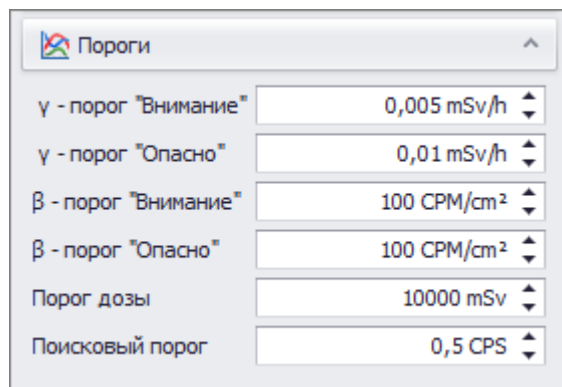 Пороги
γ - порог "Внимание" 0,005 mSv/h
γ - порог "Опасно" 0,01 mSv/h
β - порог "Внимание" 100 CPM/cm²
β - порог "Опасно" 100 CPM/cm²
Порог дозы 10000 mSv
Поисковый порог 0,5 CPS